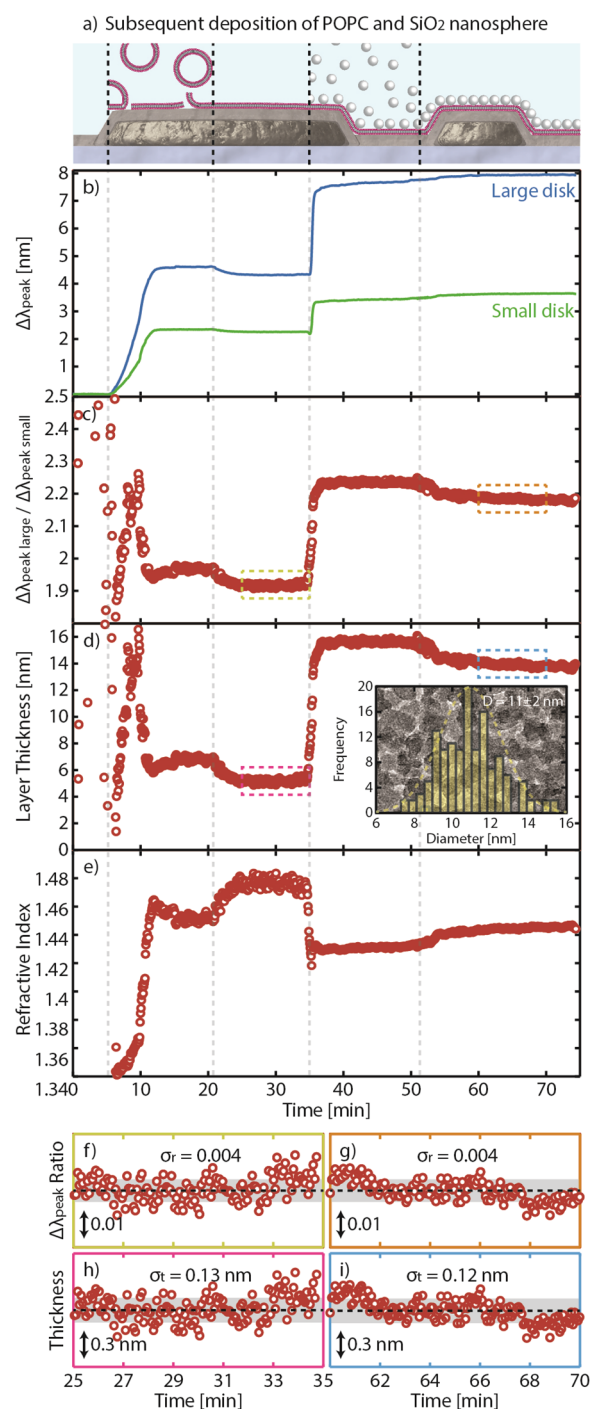 a) Subsequent deposition of POPC and SiO₂ nanosphere
b)
Δλpeak [nm]
8
7
6
5
4
3
2
1
Large disk
Small disk
c)
Δλpeak large / Δλpeak small
2.5
2.4
2.3
2.2
2.1
2
1.9
d)
Layer Thickness [nm]
16
14
12
10
8
6
4
2
0
D = 11±2 nm
Frequency
20
16
12
8
4
0
6 8 10 12 14 16
Diameter [nm]
e)
Refractive Index
1.48
1.46
1.44
1.42
1.4
1.38
1.36
1.34
0 10 20 30 40 50 60 70
Time [min]
f) σr = 0.004
g) σr = 0.004
Δλpeak Ratio
0.01
0.01
h) σt = 0.13 nm
i) σt = 0.12 nm
Thickness
0.3 nm
0.3 nm
25 27 29 31 33 35
60 62 64 66 68 70
Time [min]
Time [min]